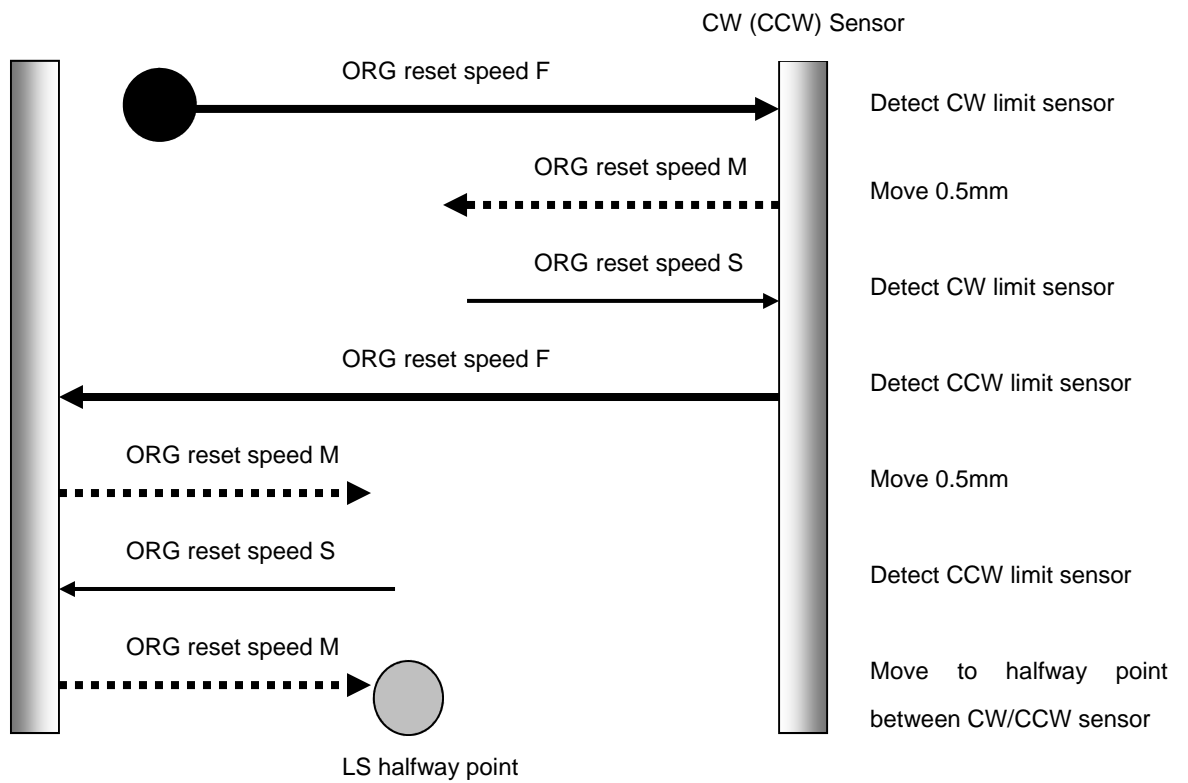 CW (CCW) Sensor
ORG reset speed F
Detect CW limit sensor
ORG reset speed M
Move 0.5mm
ORG reset speed S
Detect CW limit sensor
ORG reset speed F
Detect CCW limit sensor
ORG reset speed M
Move 0.5mm
ORG reset speed S
Detect CCW limit sensor
ORG reset speed M
Move to halfway point
between CW/CCW sensor
LS halfway point